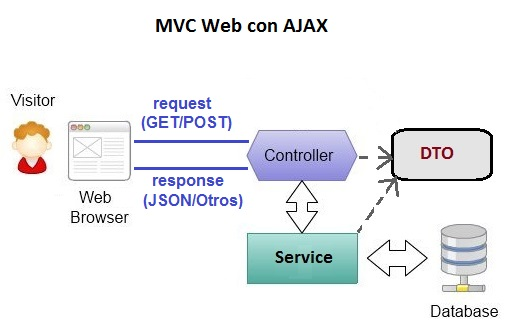 MVC Web con AJAX
Visitor
request
(GET/POST)
Controller
DTO
response
(JSON/Otros)
Web
Browser
Service
Database